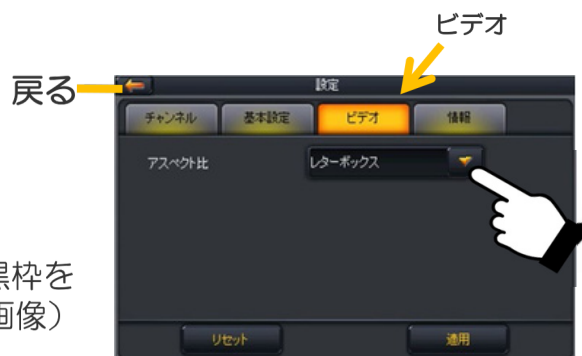 ビデオ
戻る
設定
チャンネル 基本設定 ビデオ 情報
アスペクト比 レターボックス
黒枠を
画像）
リセット 適用